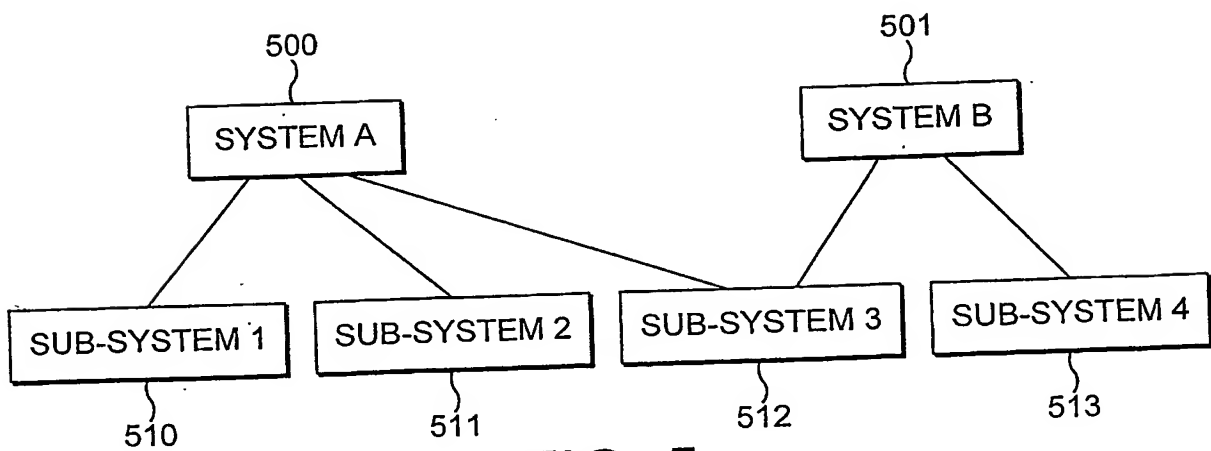 500
501
SYSTEM A
SYSTEM B
SUB-SYSTEM 1
SUB-SYSTEM 2
SUB-SYSTEM 3
SUB-SYSTEM 4
510
511
512
513